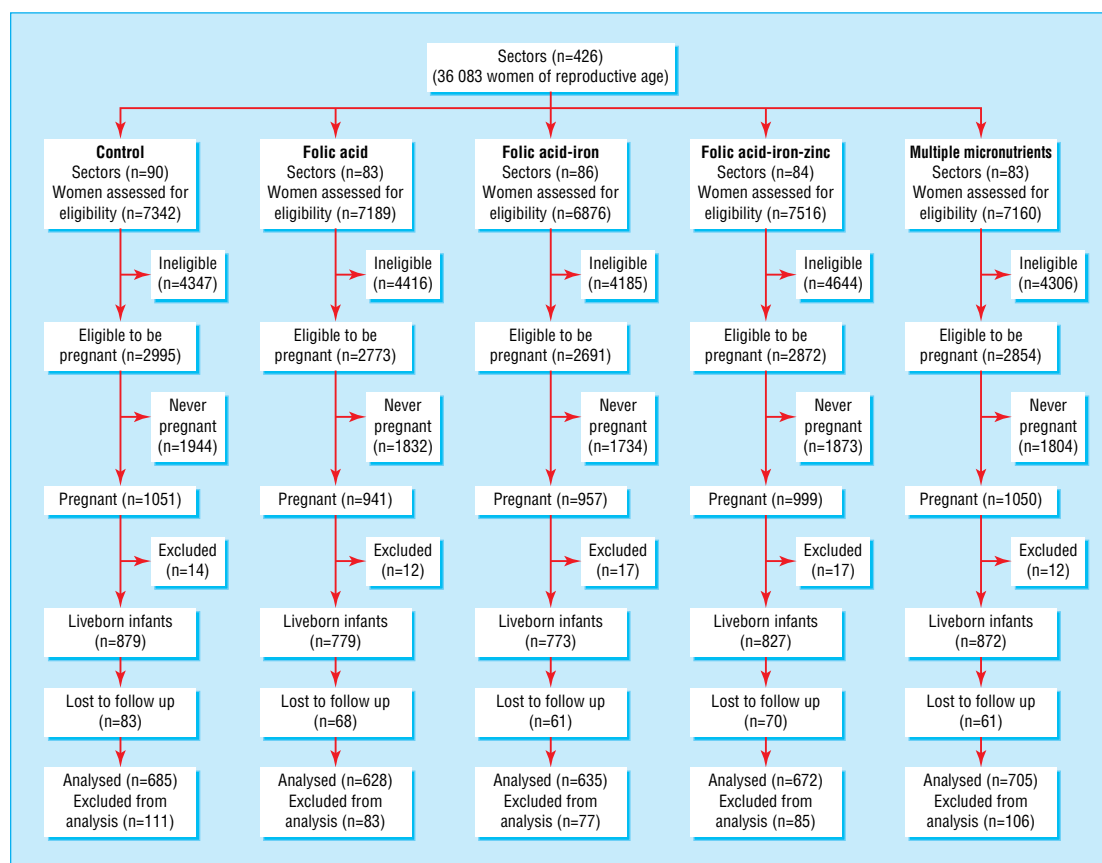 Sectors (n=426)
(36 083 women of reproductive age)
Control
Sectors (n=90)
Women assessed for
eligibility (n=7342)
Folic acid
Sectors (n=83)
Women assessed for
eligibility (n=7189)
Folic acid-iron
Sectors (n=86)
Women assessed for
eligibility (n=6876)
Folic acid-iron-zinc
Sectors (n=84)
Women assessed for
eligibility (n=7516)
Multiple micronutrients
Sectors (n=83)
Women assessed for
eligibility (n=7160)
Ineligible
(n=4347)
Ineligible
(n=4416)
Ineligible
(n=4185)
Ineligible
(n=4644)
Ineligible
(n=4306)
Eligible to be
pregnant (n=2995)
Eligible to be
pregnant (n=2773)
Eligible to be
pregnant (n=2691)
Eligible to be
pregnant (n=2872)
Eligible to be
pregnant (n=2854)
Never
pregnant
(n=1944)
Never
pregnant
(n=1832)
Never
pregnant
(n=1734)
Never
pregnant
(n=1873)
Never
pregnant
(n=1804)
Pregnant (n=1051)
Pregnant (n=941)
Pregnant (n=957)
Pregnant (n=999)
Pregnant (n=1050)
Excluded
(n=14)
Excluded
(n=12)
Excluded
(n=17)
Excluded
(n=17)
Excluded
(n=12)
Liveborn infants
(n=879)
Liveborn infants
(n=779)
Liveborn infants
(n=773)
Liveborn infants
(n=827)
Liveborn infants
(n=872)
Lost to follow up
(n=83)
Lost to follow up
(n=68)
Lost to follow up
(n=61)
Lost to follow up
(n=70)
Lost to follow up
(n=61)
Analysed (n=685)
Excluded from
analysis (n=111)
Analysed (n=628)
Excluded from
analysis (n=83)
Analysed (n=635)
Excluded from
analysis (n=77)
Analysed (n=672)
Excluded from
analysis (n=85)
Analysed (n=705)
Excluded from
analysis (n=106)